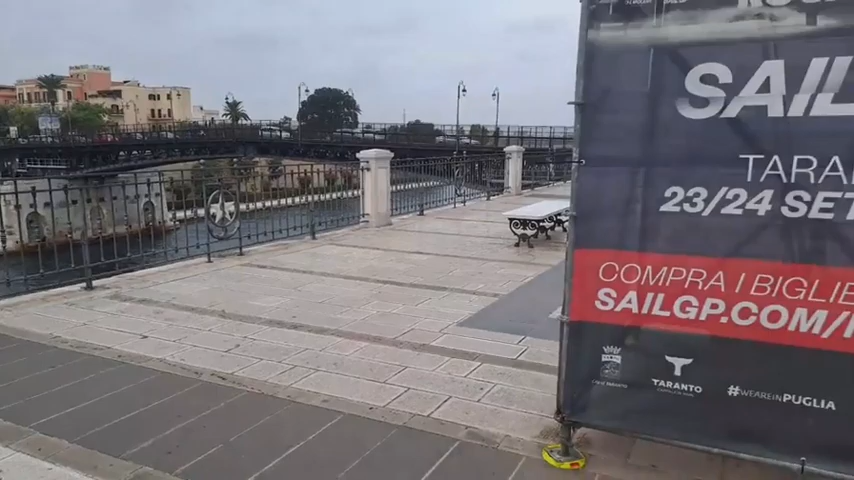 SAIL
TARA
23/24 SET
COMPRA I BIGLIE
SAILGP.COM/I
TARANTO
#WEAREINPUGLIA